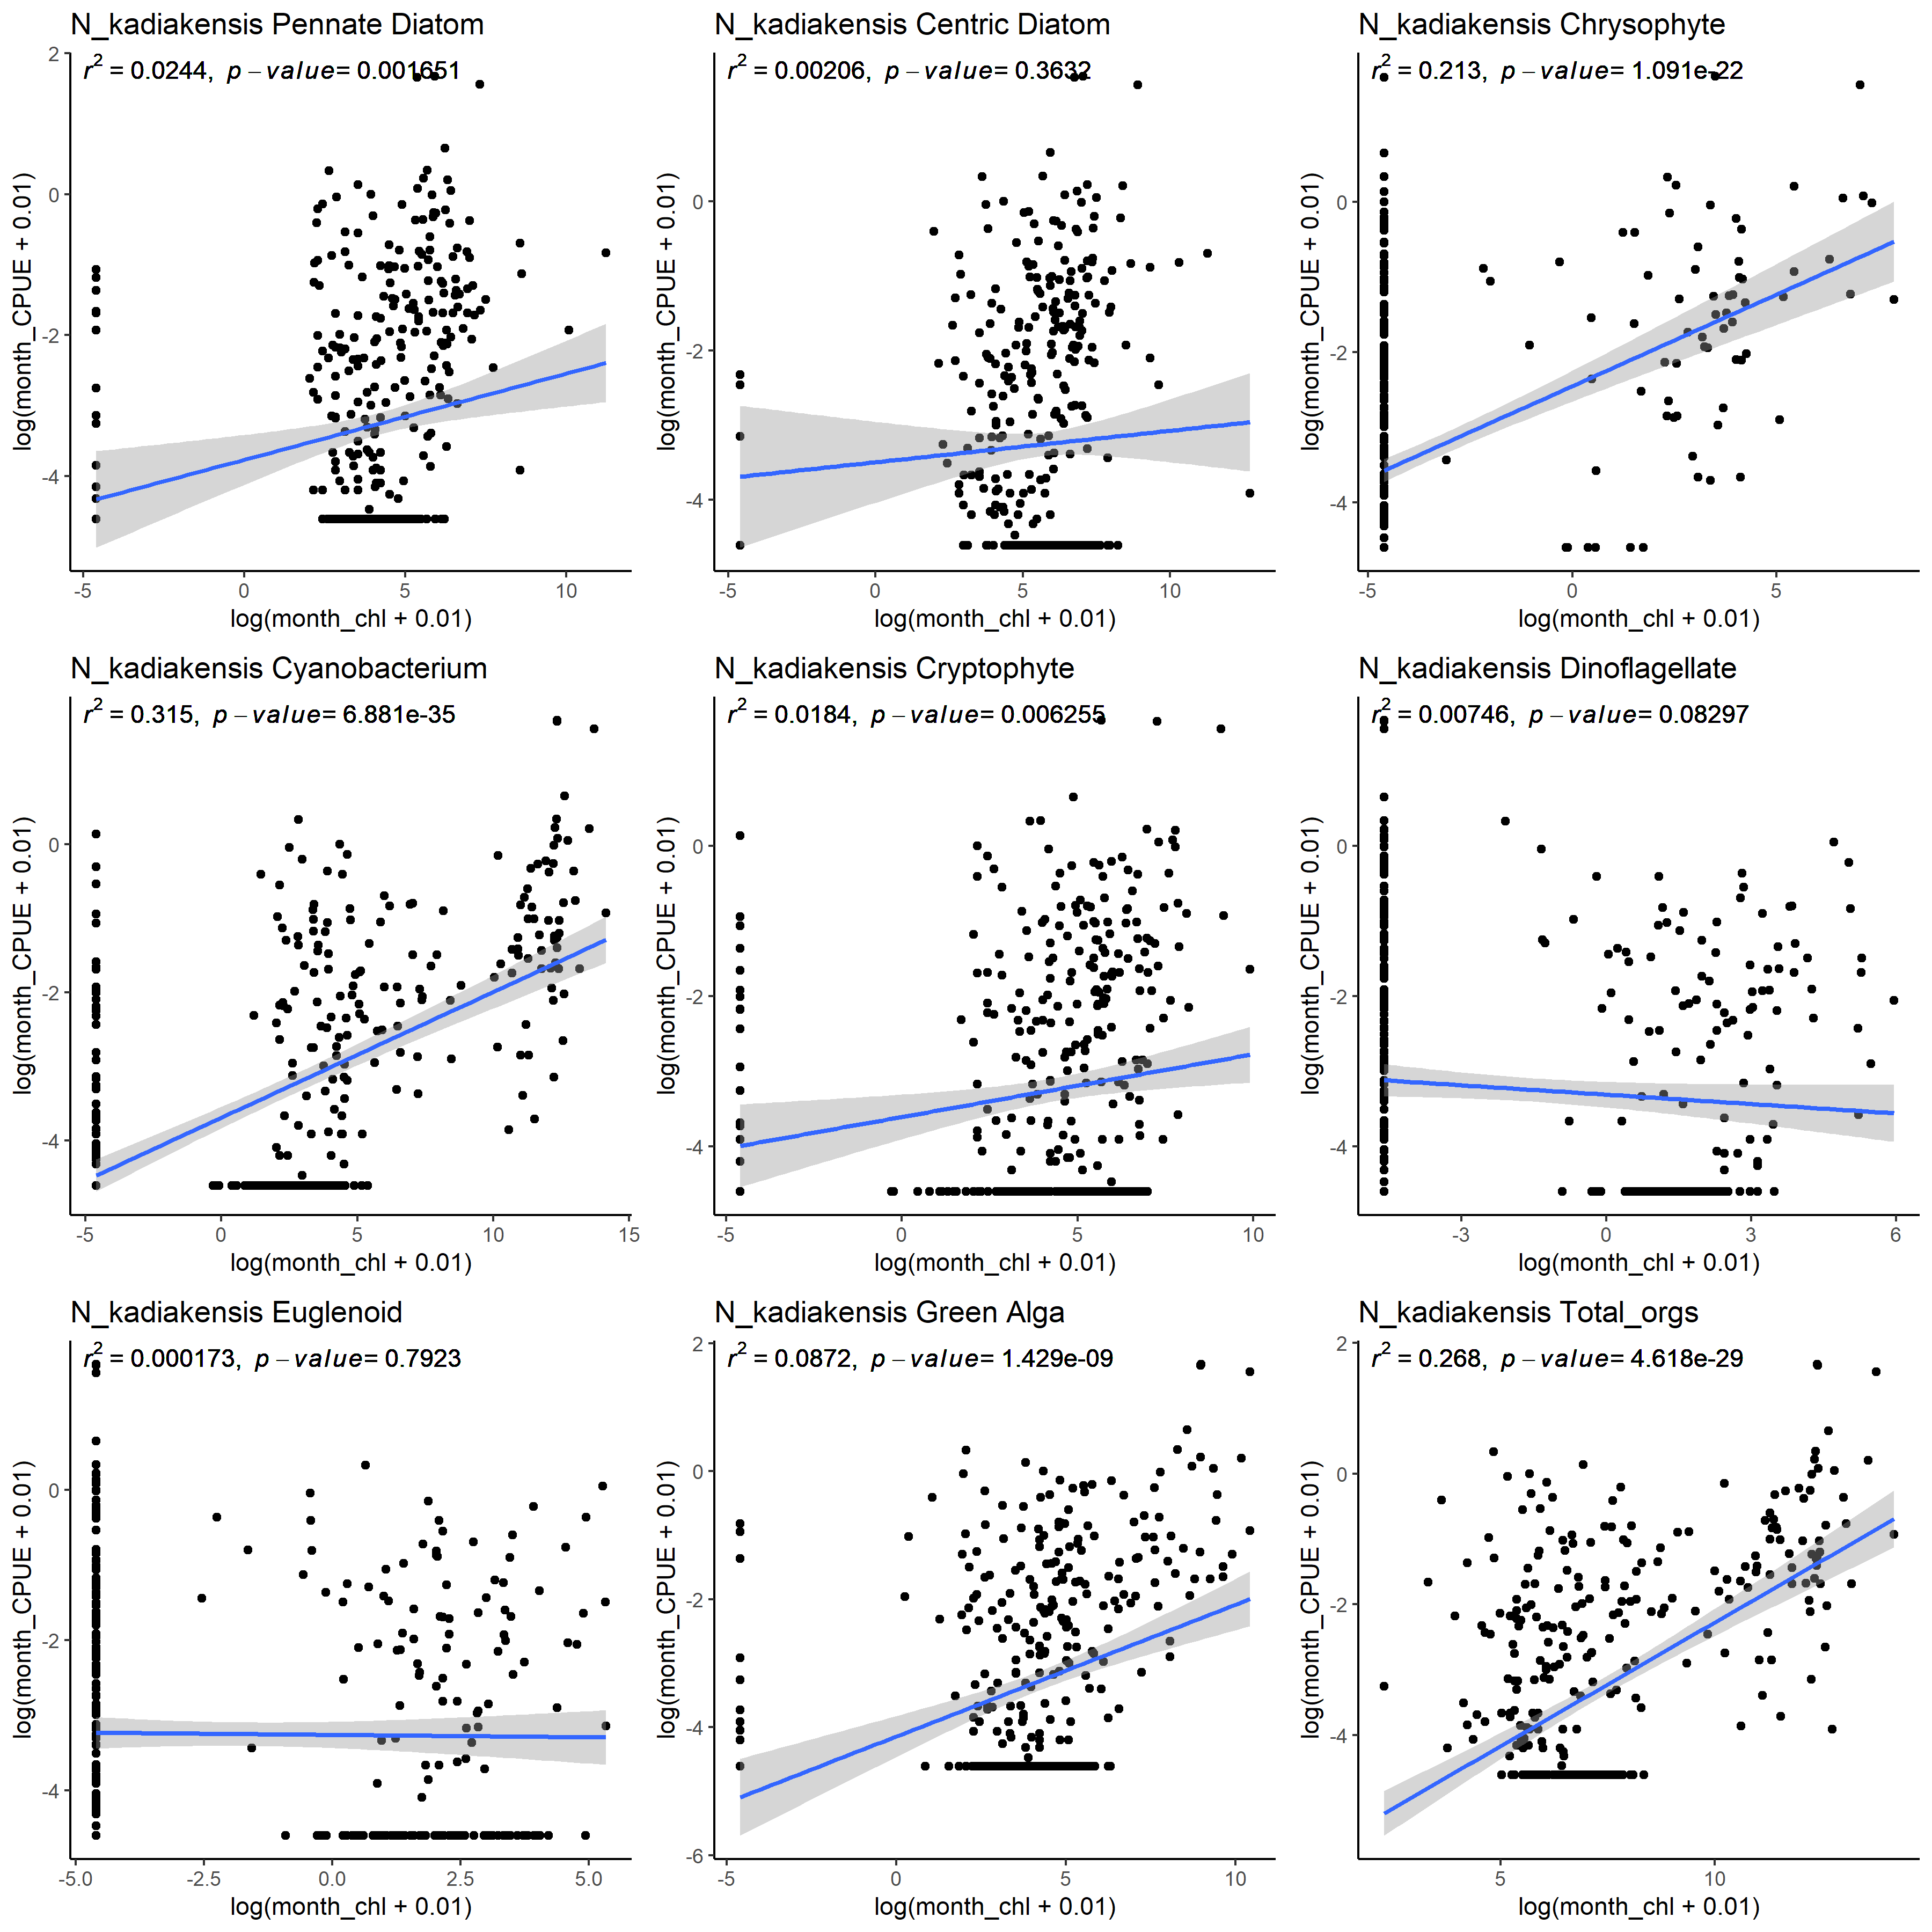 N_kadiakensis Pennate Diatom
r2 = 0.0244, p − value= 0.001651
log(month_CPUE + 0.01)
2
0
-2
-4
-5 0 5 10
log(month_chl + 0.01)
N_kadiakensis Centric Diatom
r2 = 0.00206, p − value= 0.3632
log(month_CPUE + 0.01)
0
-2
-4
-5 0 5 10
log(month_chl + 0.01)
N_kadiakensis Chrysophyte
r2 = 0.213, p − value= 1.091e-22
log(month_CPUE + 0.01)
0
-2
-4
-5 0 5
log(month_chl + 0.01)
N_kadiakensis Cyanobacterium
r2 = 0.315, p − value= 6.881e-35
log(month_CPUE + 0.01)
0
-2
-4
-5 0 5 10 15
log(month_chl + 0.01)
N_kadiakensis Cryptophyte
r2 = 0.0184, p − value= 0.006255
log(month_CPUE + 0.01)
0
-2
-4
-5 0 5 10
log(month_chl + 0.01)
N_kadiakensis Dinoflagellate
r2 = 0.00746, p − value= 0.08297
log(month_CPUE + 0.01)
0
-2
-4
-3 0 3 6
log(month_chl + 0.01)
N_kadiakensis Euglenoid
r2 = 0.000173, p − value= 0.7923
log(month_CPUE + 0.01)
0
-2
-4
-5.0 -2.5 0.0 2.5 5.0
log(month_chl + 0.01)
N_kadiakensis Green Alga
r2 = 0.0872, p − value= 1.429e-09
log(month_CPUE + 0.01)
2
0
-2
-4
-6
-5 0 5 10
log(month_chl + 0.01)
N_kadiakensis Total_orgs
r2 = 0.268, p − value= 4.618e-29
log(month_CPUE + 0.01)
2
0
-2
-4
5 10
log(month_chl + 0.01)